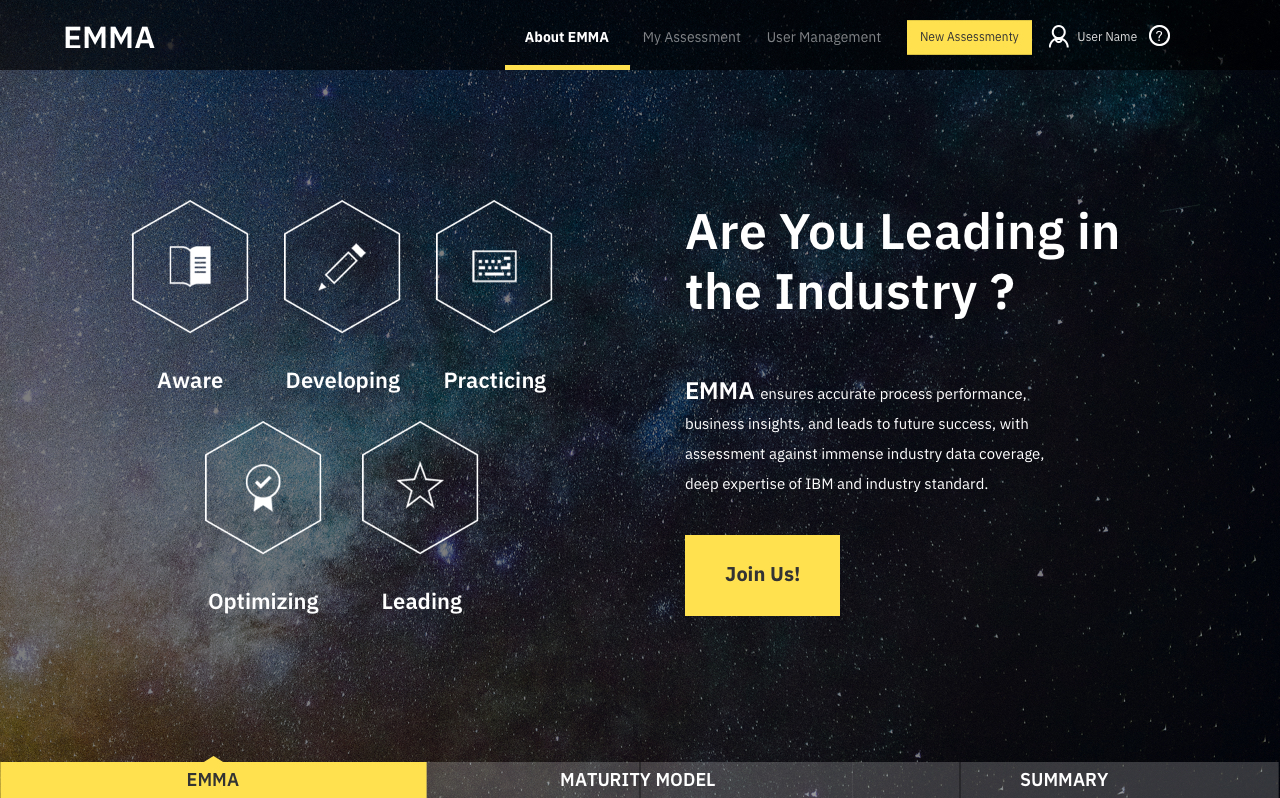 EMMA
About EMMA
My Assessment
User Management
New Assessmenty
User Name
?
Are You Leading in
the Industry ?
Aware
Developing
Practicing
EMMA ensures accurate process performance,
business insights, and leads to future success, with
assessment against immense industry data coverage,
deep expertise of IBM and industry standard.
Join Us!
Optimizing
Leading
EMMA
MATURITY MODEL
SUMMARY